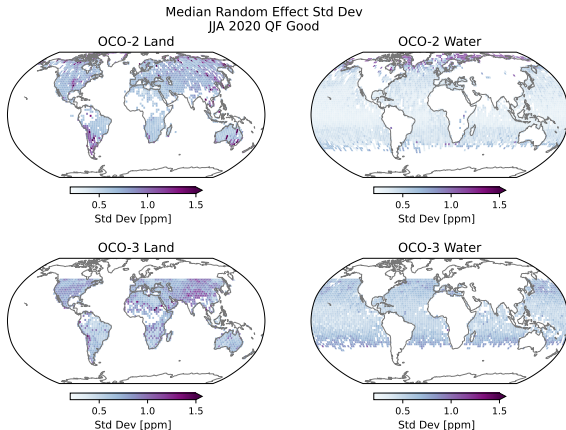 Median Random Effect Std Dev
JJA 2020 QF Good
OCO-2 Land
OCO-2 Water
0.5 1.0 1.5
Std Dev [ppm]
0.5 1.0 1.5
Std Dev [ppm]
OCO-3 Land
OCO-3 Water
0.5 1.0 1.5
Std Dev [ppm]
0.5 1.0 1.5
Std Dev [ppm]